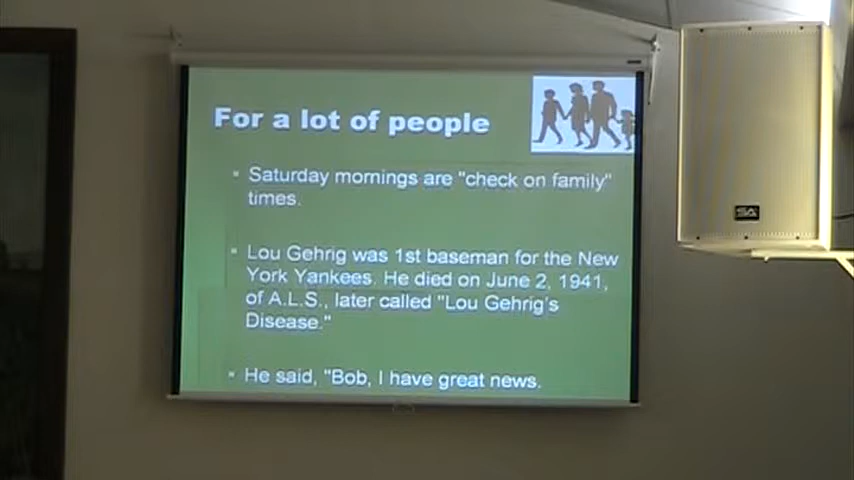 For a lot of people
Saturday mornings are "check on family"
times.
Lou Gehrig was 1st baseman for the New
York Yankees. He died on June 2, 1941,
of A.L.S., later called "Lou Gehrig's
Disease."
He said, "Bob, I have great news.
SA